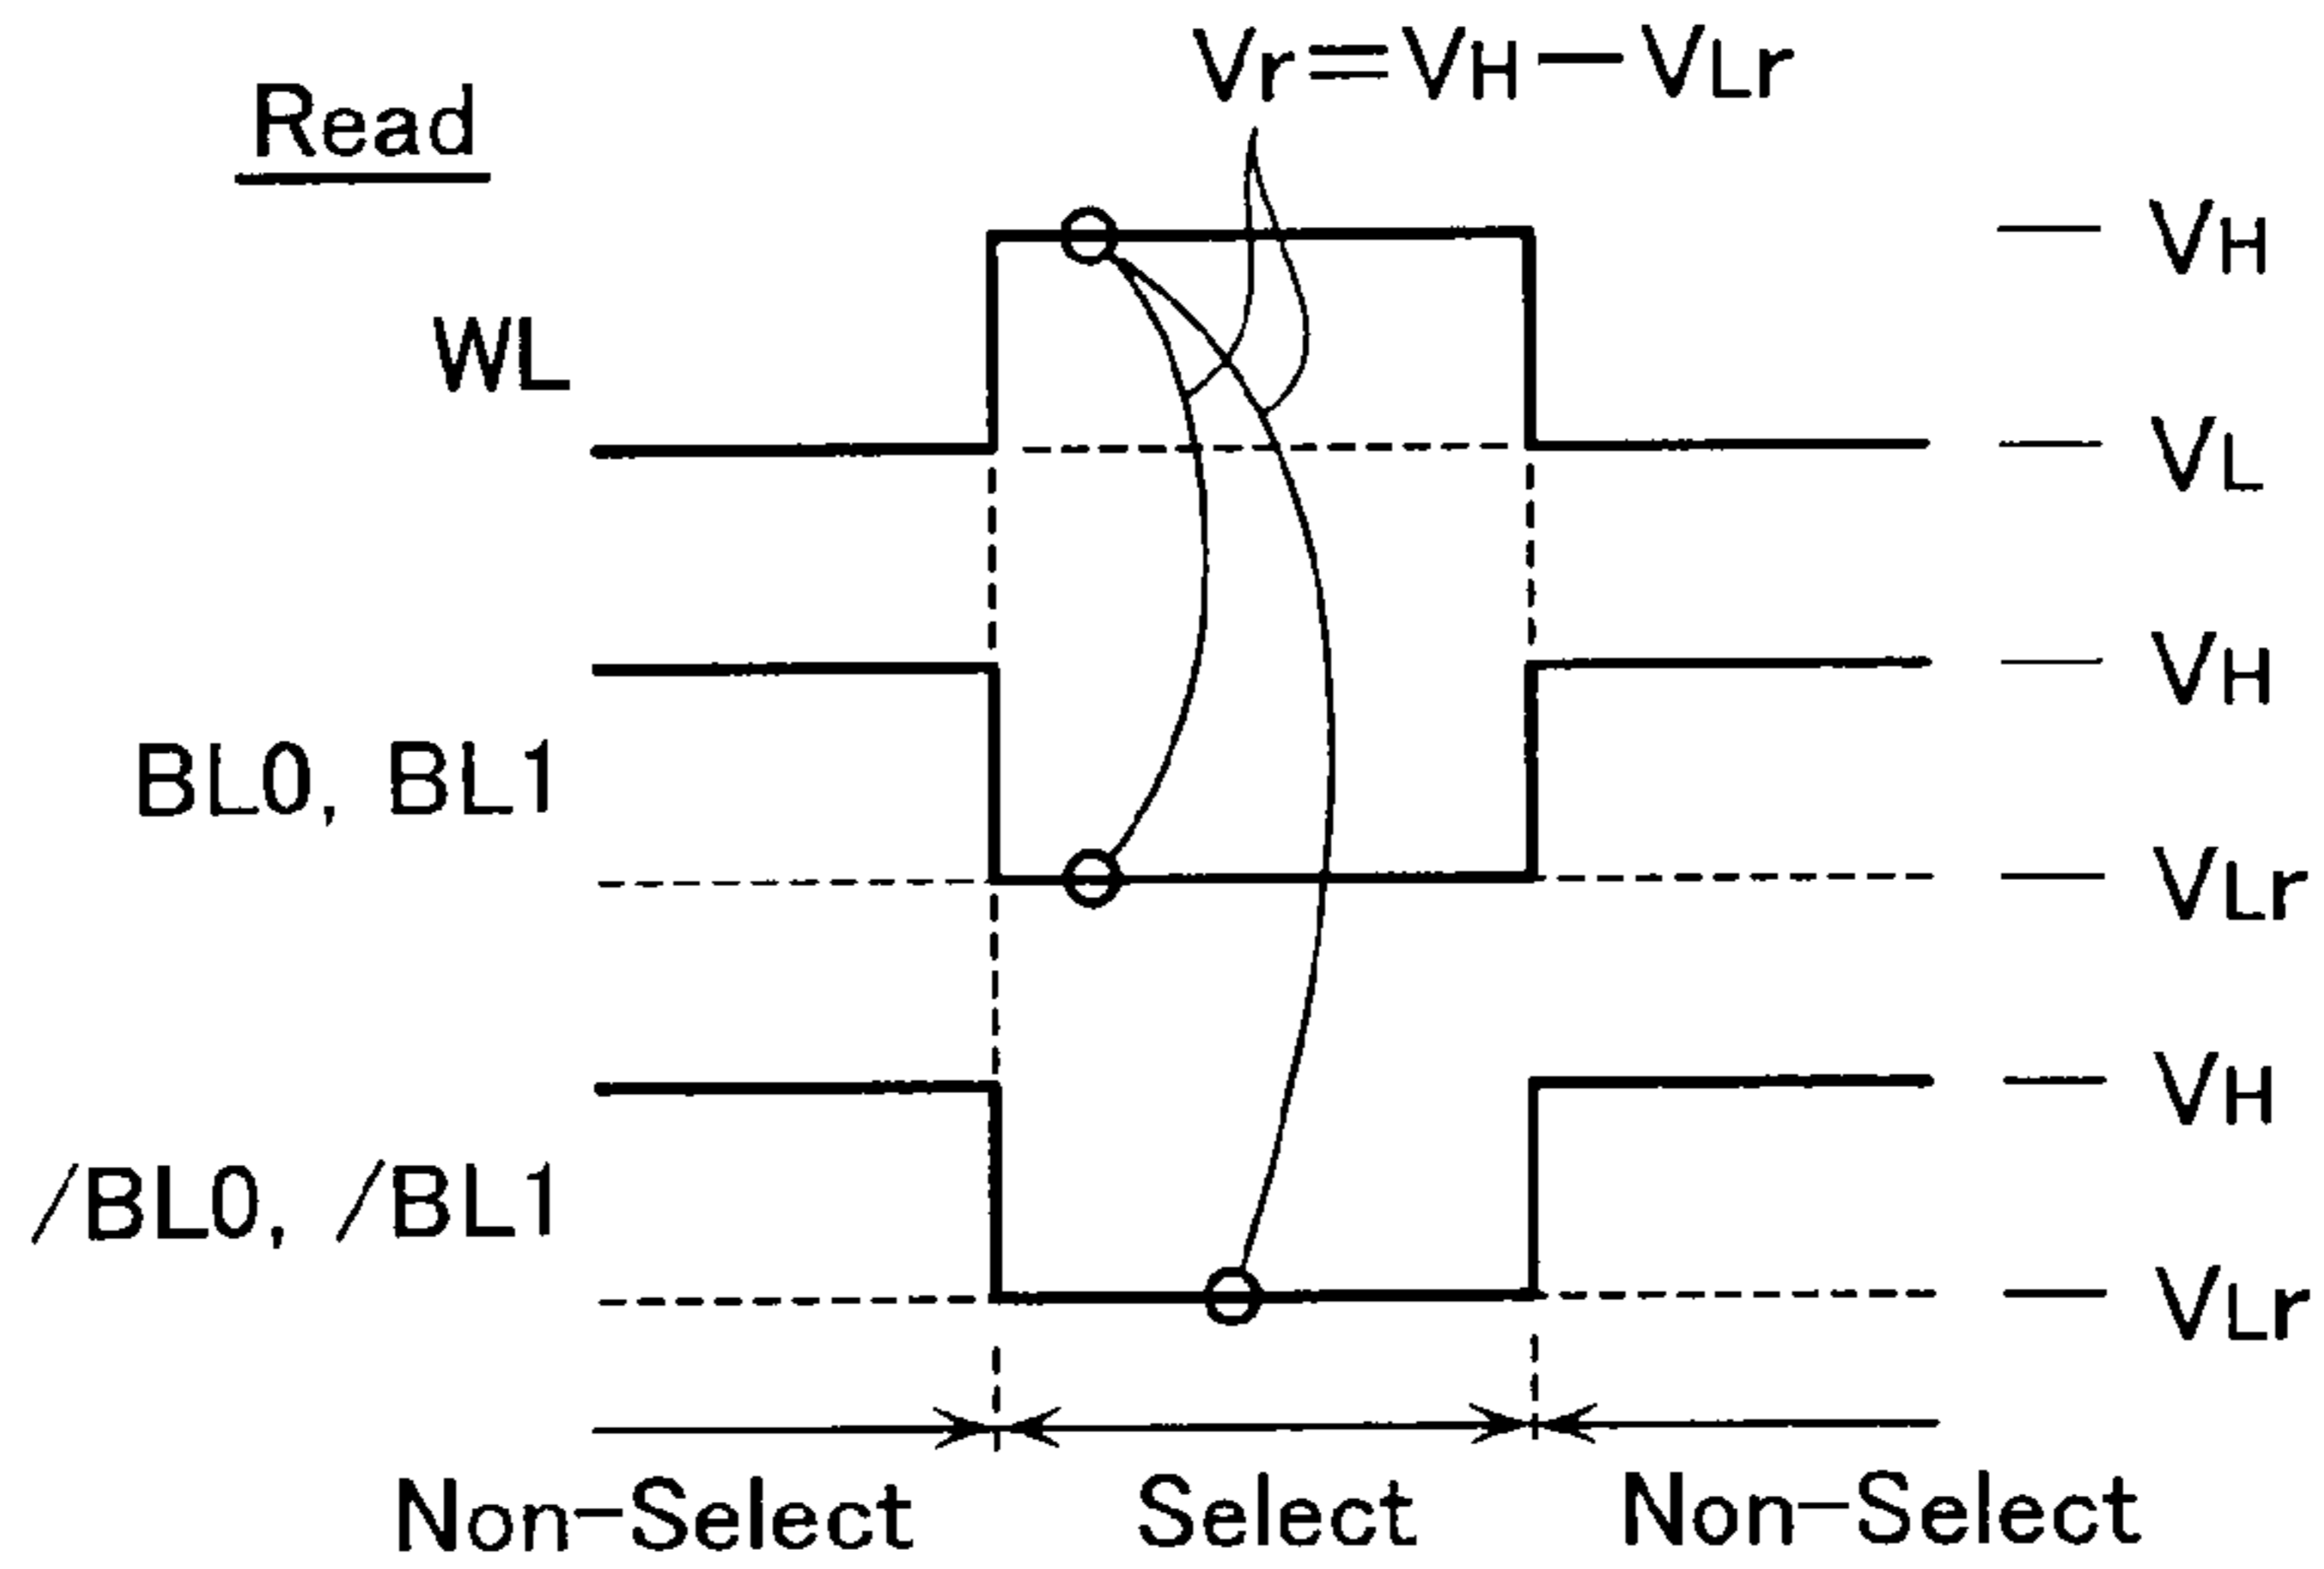 Vr=VH−VLr
Read
VH
WL
VL
VH
BL0, BL1
VLr
VH
/BL0, /BL1
VLr
Non-Select Select Non-Select